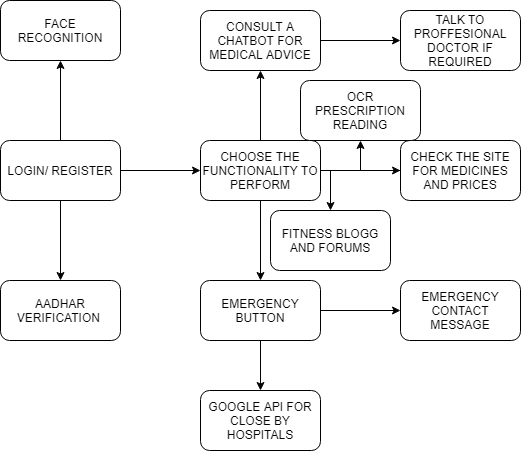 FACE
RECOGNITION
CONSULT A
CHATBOT FOR
MEDICAL ADVICE
TALK TO
PROFFESIONAL
DOCTOR IF
REQUIRED
OCR
PRESCRIPTION
READING
LOGIN/ REGISTER
CHOOSE THE
FUNCTIONALITY TO
PERFORM
CHECK THE SITE
FOR MEDICINES
AND PRICES
FITNESS BLOGG
AND FORUMS
AADHAR
VERIFICATION
EMERGENCY
BUTTON
EMERGENCY
CONTACT
MESSAGE
GOOGLE API FOR
CLOSE BY
HOSPITALS